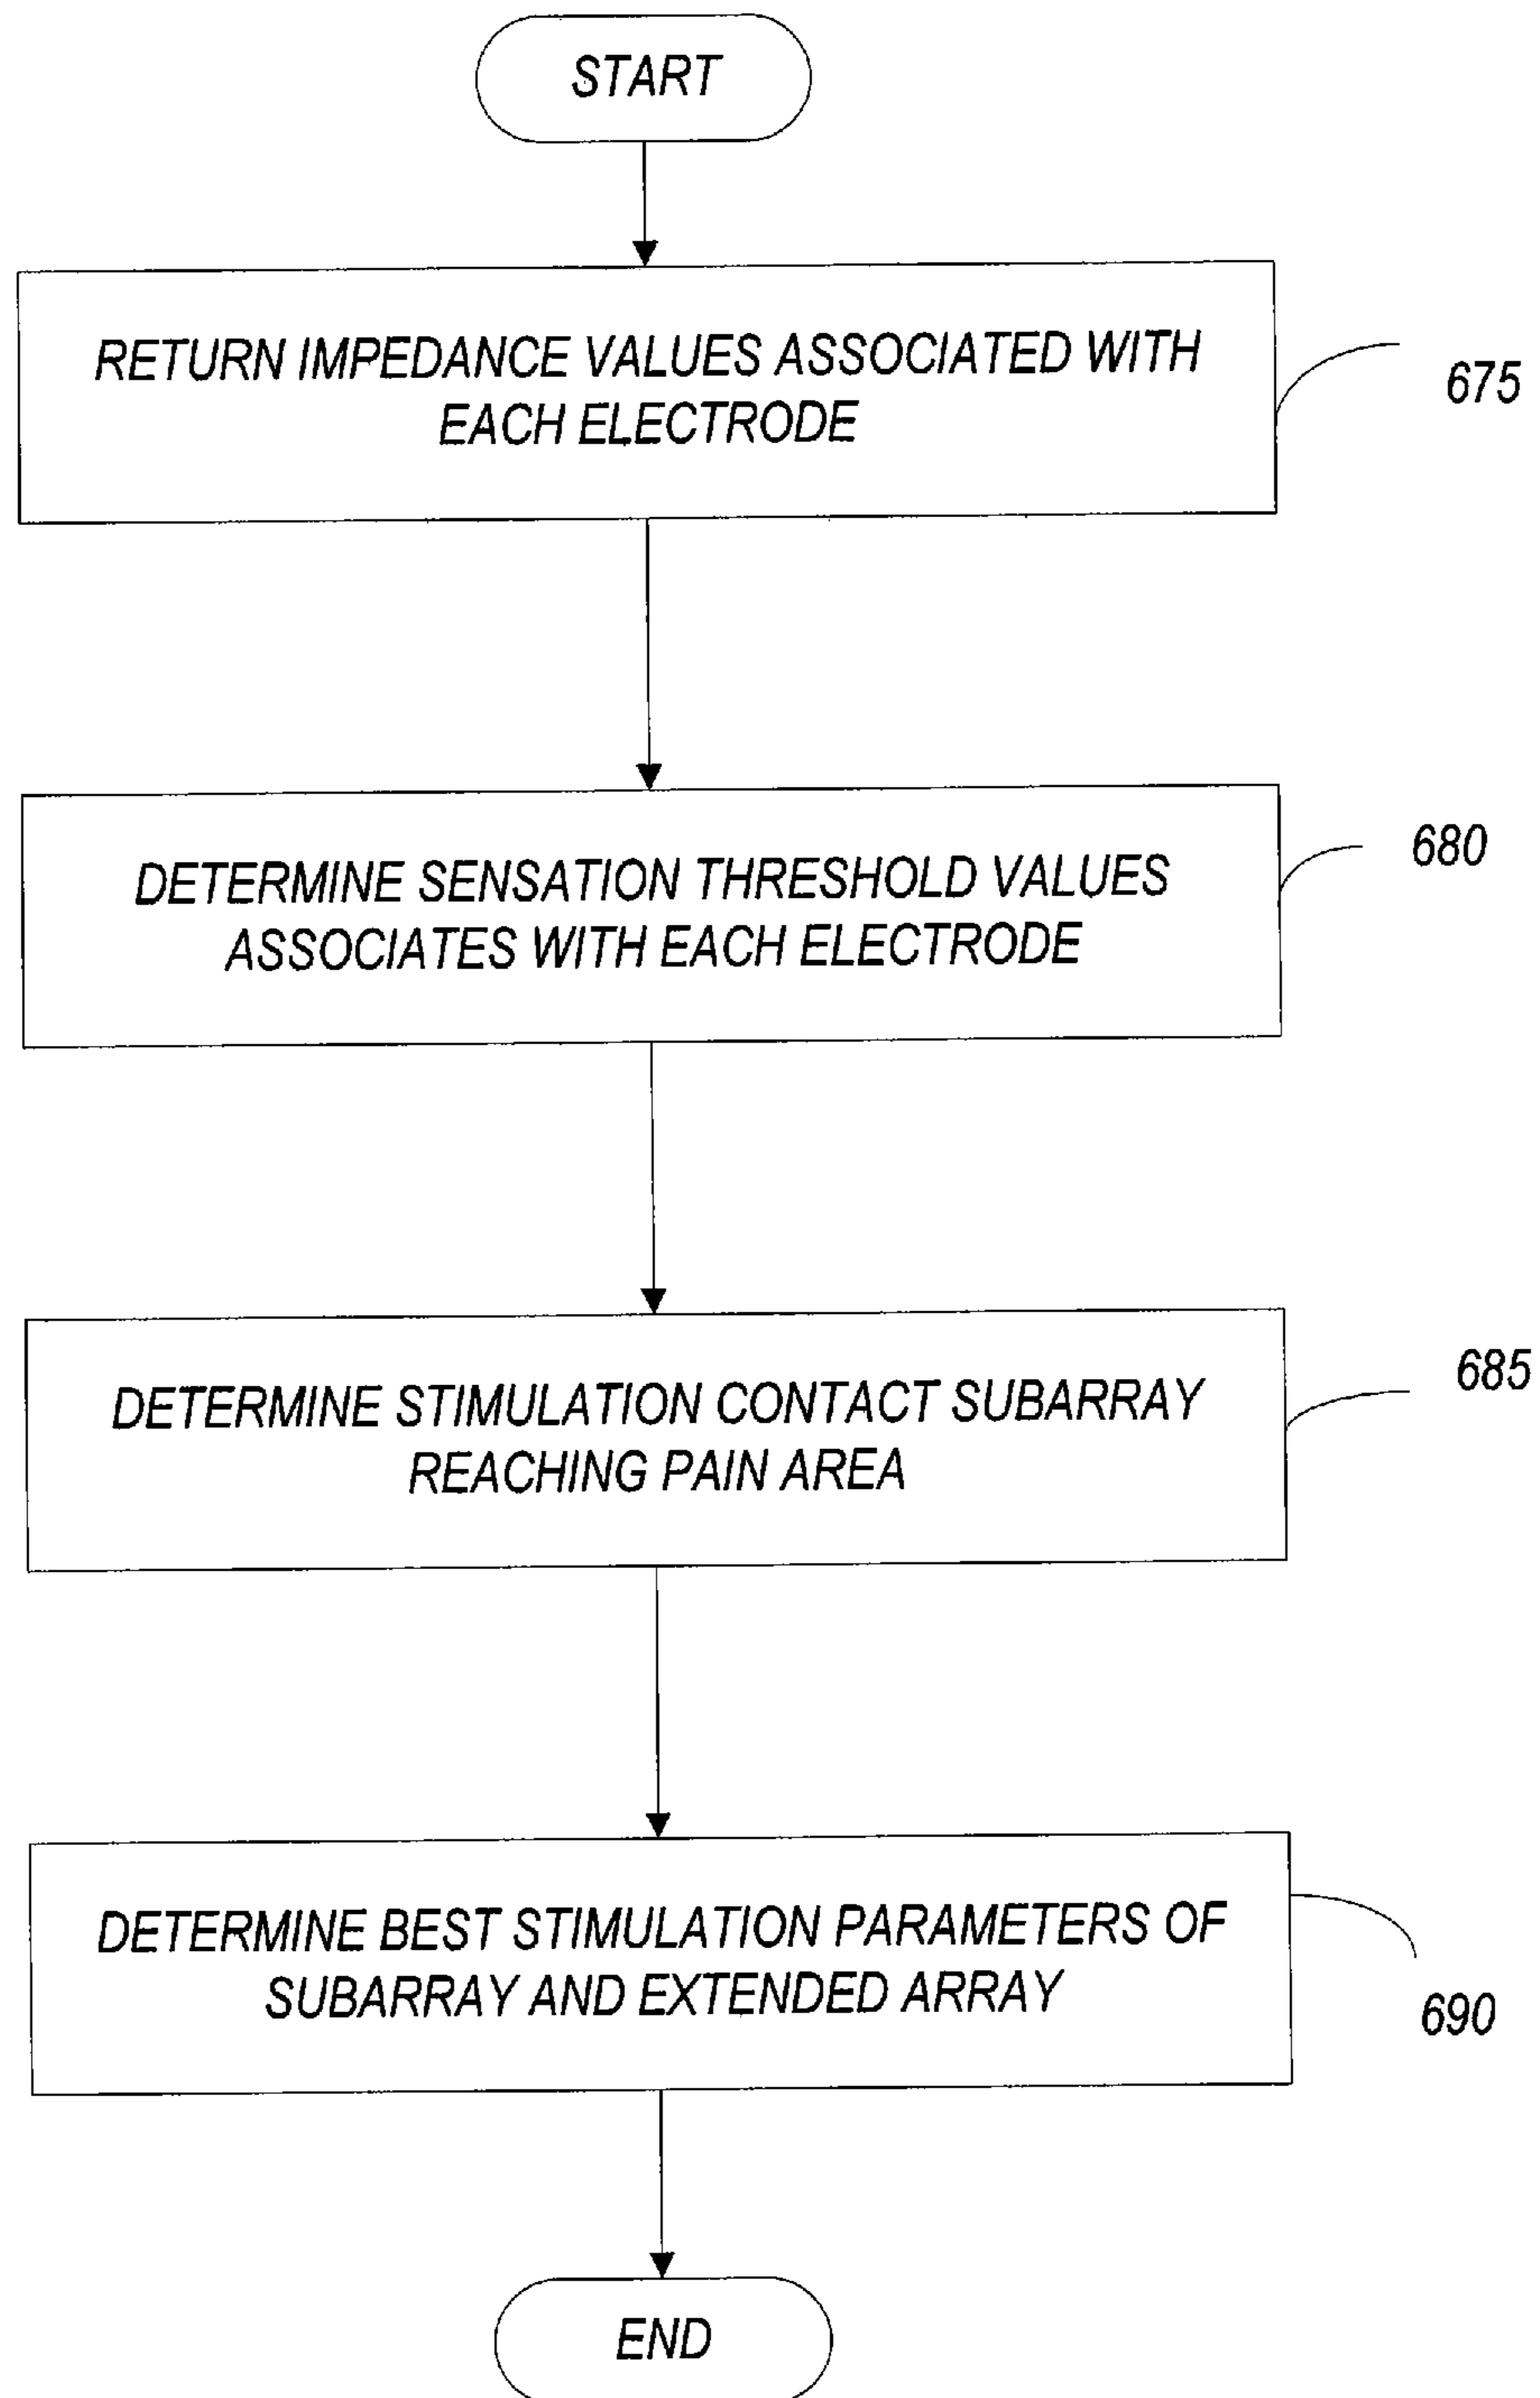 START
RETURN IMPEDANCE VALUES ASSOCIATED WITH
EACH ELECTRODE
675
DETERMINE SENSATION THRESHOLD VALUES
ASSOCIATES WITH EACH ELECTRODE
680
DETERMINE STIMULATION CONTACT SUBARRAY
REACHING PAIN AREA
685
DETERMINE BEST STIMULATION PARAMETERS OF
SUBARRAY AND EXTENDED ARRAY
690
END